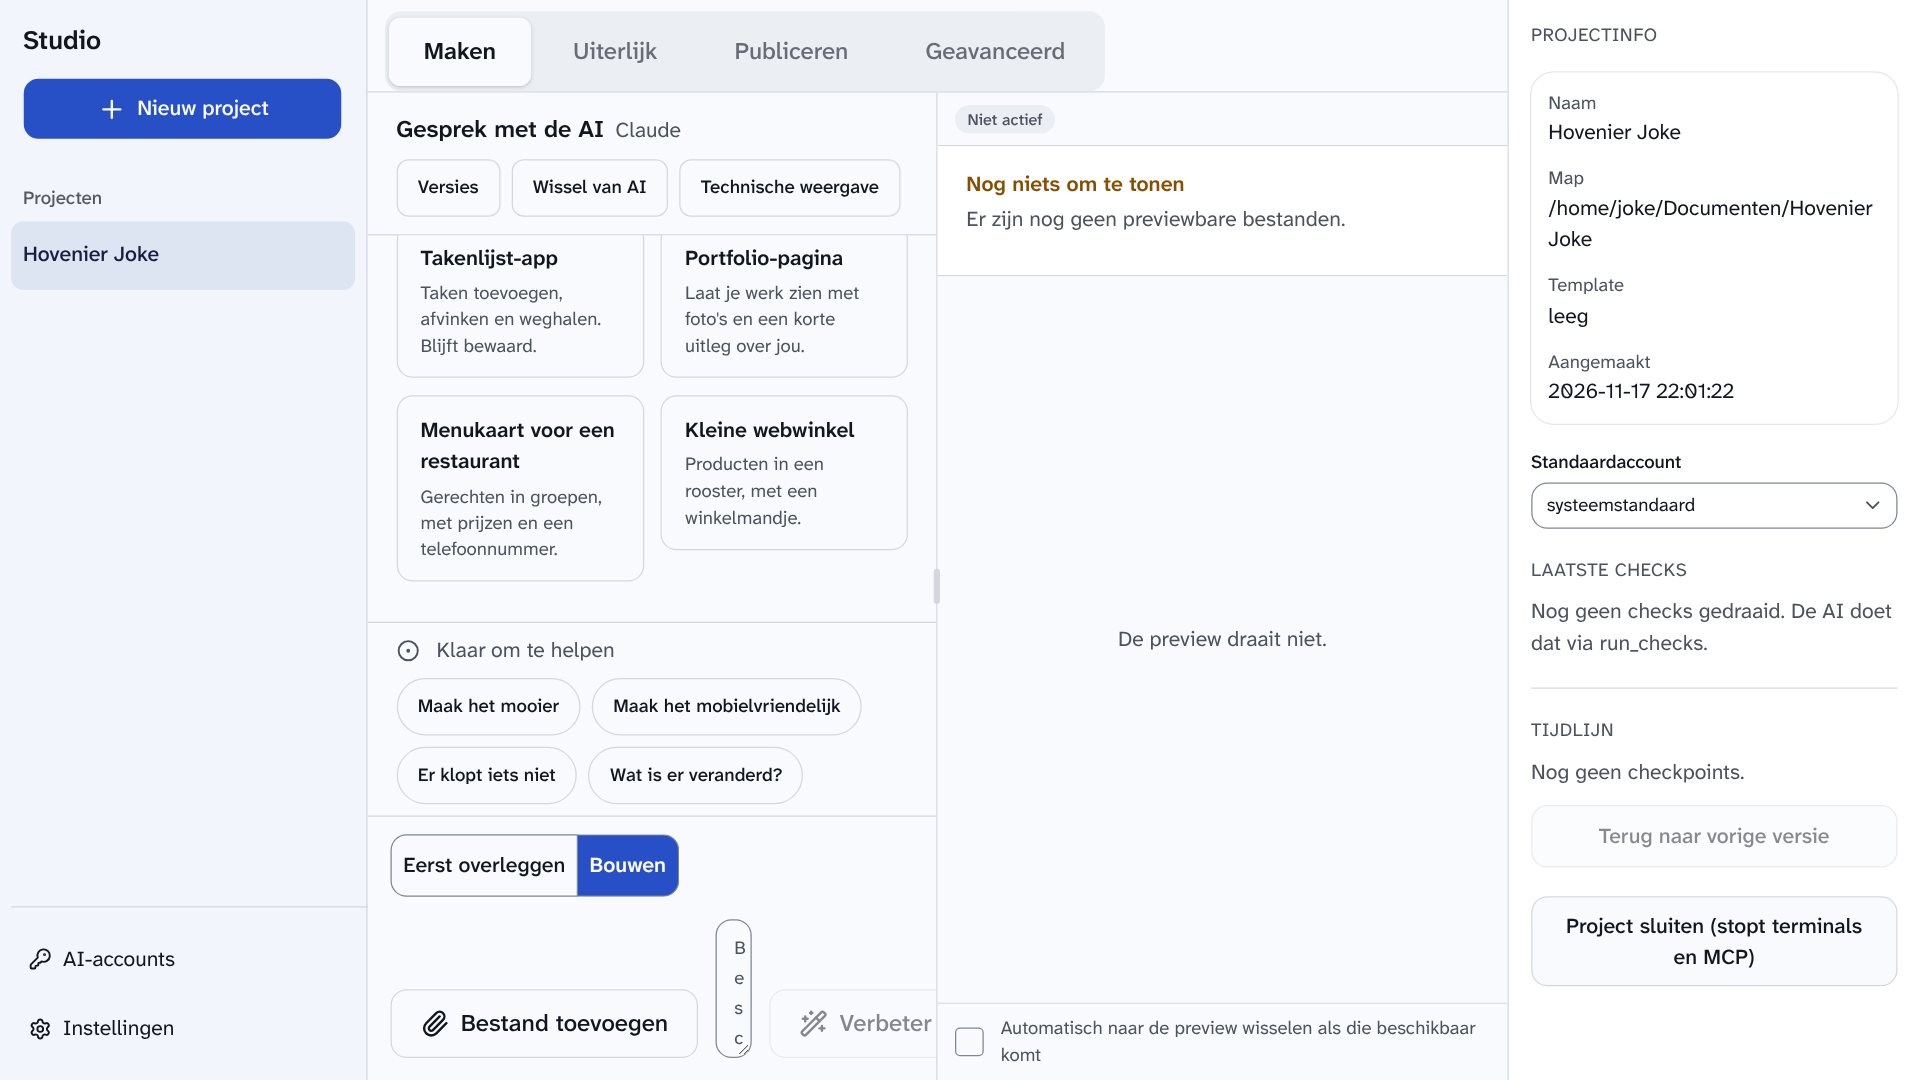 Studio
Nieuw project
Projecten
Hovenier Joke
AI-accounts
Instellingen
Maken
Uiterlijk
Publiceren
Geavanceerd
Gesprek met de AI Claude
Versies
Wissel van AI
Technische weergave
Takenlijst-app
Taken toevoegen,
afvinken en weghalen.
Blijft bewaard.
Portfolio-pagina
Laat je werk zien met
foto's en een korte
uitleg over jou.
Menukaart voor een
restaurant
Gerechten in groepen,
met prijzen en een
telefoonnummer.
Kleine webwinkel
Producten in een
rooster, met een
winkelmandje.
Klaar om te helpen
Maak het mooier
Maak het mobielvriendelijk
Er klopt iets niet
Wat is er veranderd?
Eerst overleggen
Bouwen
Bestand toevoegen
B
e
s
c
Verbeter
Niet actief
Nog niets om te tonen
Er zijn nog geen previewbare bestanden.
De preview draait niet.
Automatisch naar de preview wisselen als die beschikbaar
komt
PROJECTINFO
Naam
Hovenier Joke
Map
/home/joke/Documenten/Hovenier
Joke
Template
leeg
Aangemaakt
2026-11-17 22:01:22
Standaardaccount
systeemstandaard
LAATSTE CHECKS
Nog geen checks gedraaid. De AI doet
dat via run_checks.
TIJDLIJN
Nog geen checkpoints.
Terug naar vorige versie
Project sluiten (stopt terminals
en MCP)